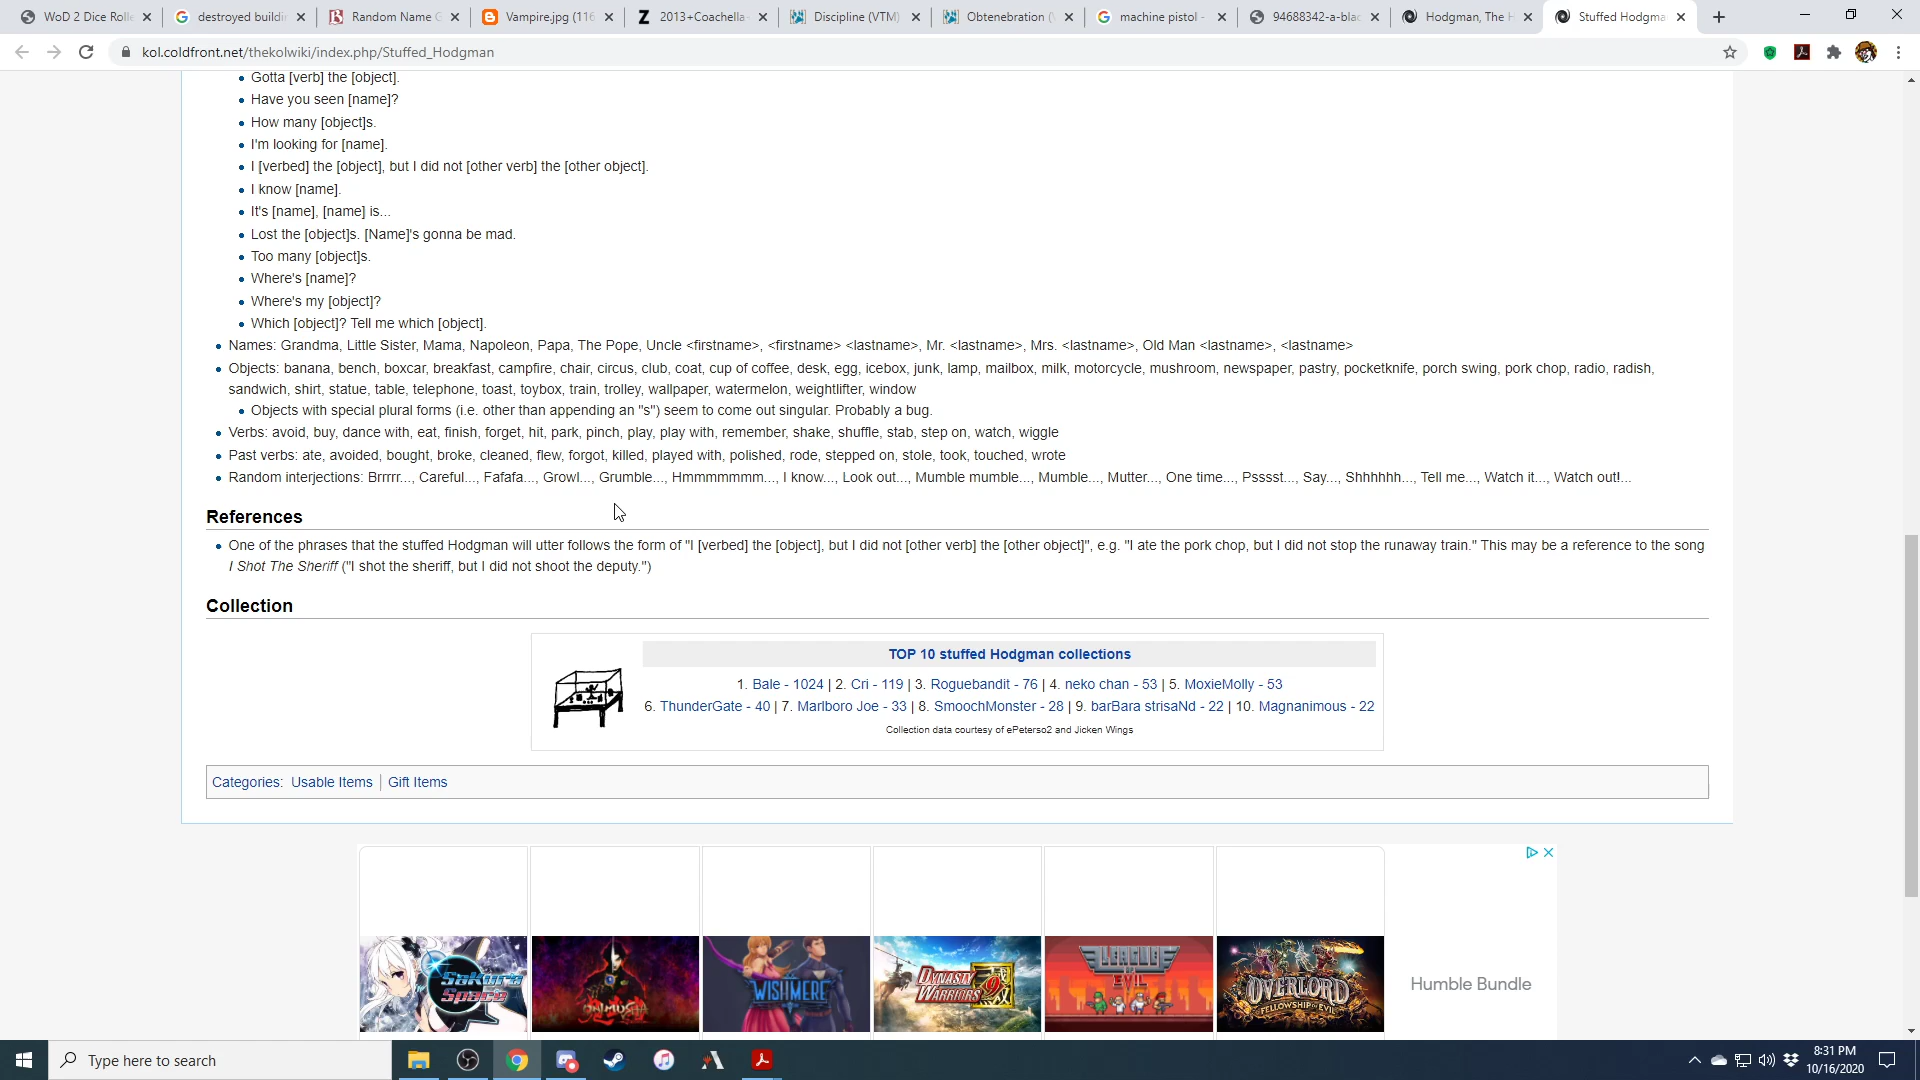 WoD 2 Dice Rolle
destroyed buildi
Random Name G
Vampire.jpg (116
2013+Coachella
Discipline (VTM)
Obtenebration (
machine pistol -
94688342-a-blac
Hodgman, The H
Stuffed Hodgma
kol.coldfront.net/thekolwiki/index.php/Stuffed_Hodgman
Gotta [verb] the [object].
Have you seen [name]?
How many [object]s.
I'm looking for [name].
I [verbed] the [object], but I did not [other verb] the [other object].
I know [name].
It's [name], [name] is...
Lost the [object]s. [Name]'s gonna be mad.
Too many [object]s.
Where's [name]?
Where's my [object]?
Which [object]? Tell me which [object].
Names: Grandma, Little Sister, Mama, Napoleon, Papa, The Pope, Uncle <firstname>, <firstname> <lastname>, Mr. <lastname>, Mrs. <lastname>, Old Man <lastname>, <lastname>
Objects: banana, bench, boxcar, breakfast, campfire, chair, circus, club, coat, cup of coffee, desk, egg, icebox, junk, lamp, mailbox, milk, motorcycle, mushroom, newspaper, pastry, pocketknife, porch swing, pork chop, radio, radish,
sandwich, shirt, statue, table, telephone, toast, toybox, train, trolley, wallpaper, watermelon, weightlifter, window
Objects with special plural forms (i.e. other than appending an "s") seem to come out singular. Probably a bug.
Verbs: avoid, buy, dance with, eat, finish, forget, hit, park, pinch, play, play with, remember, shake, shuffle, stab, step on, watch, wiggle
Past verbs: ate, avoided, bought, broke, cleaned, flew, forgot, killed, played with, polished, rode, stepped on, stole, took, touched, wrote
Random interjections: Brrrrr..., Careful..., Fafafa..., Growl..., Grumble..., Hmmmmmmm..., I know..., Look out..., Mumble mumble..., Mumble..., Mutter..., One time..., Psssst..., Say..., Shhhhhh..., Tell me..., Watch it..., Watch out!...
References
One of the phrases that the stuffed Hodgman will utter follows the form of "I [verbed] the [object], but I did not [other verb] the [other object]", e.g. "I ate the pork chop, but I did not stop the runaway train." This may be a reference to the song
I Shot The Sheriff ("I shot the sheriff, but I did not shoot the deputy.")
Collection
TOP 10 stuffed Hodgman collections
1. Bale - 1024 | 2. Cri - 119 | 3. Roguebandit - 76 | 4. neko chan - 53 | 5. MoxieMolly - 53
6. ThunderGate - 40 | 7. Marlboro Joe - 33 | 8. SmoochMonster - 28 | 9. barBara strisaNd - 22 | 10. Magnanimous - 22
Collection data courtesy of ePeterso2 and Jicken Wings
Categories: Usable Items | Gift Items
Sakura Space
Onimusha
WISHMERE
DYNASTY WARRIORS 9
LEAGUE OF EVIL
OVERLORD
FELLOWSHIP OF EVIL
Humble Bundle
Type here to search
8:31 PM
10/16/2020